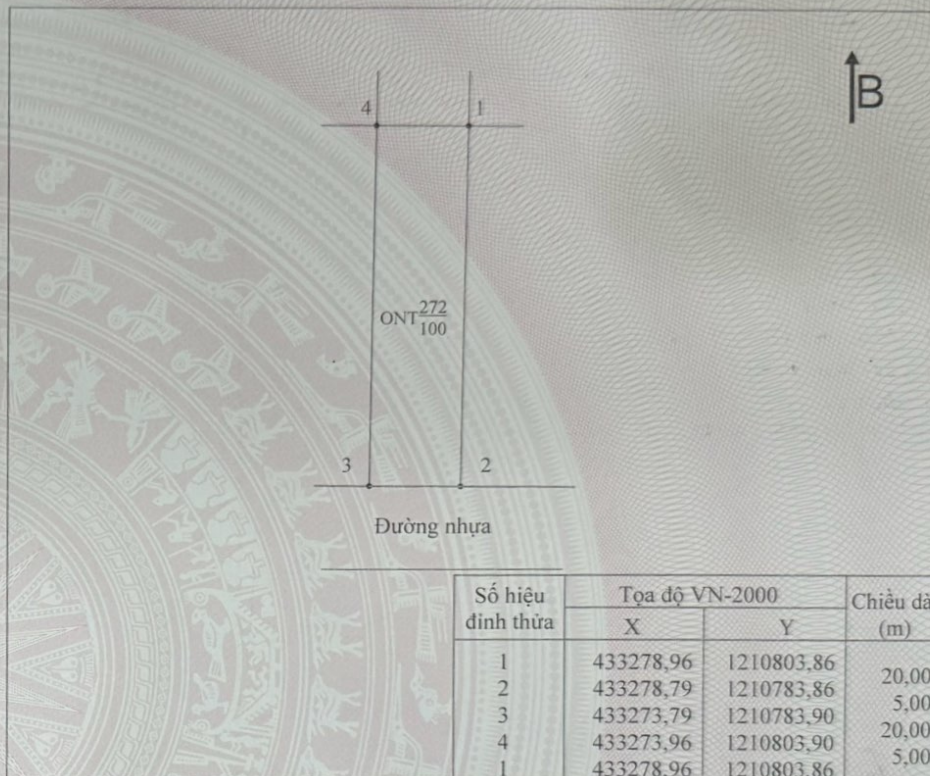 4
1
B
ONT 272
100
3
2
Đường nhựa
Số hiệu đỉnh thửa Tọa độ VN-2000 Chiều dà
X Y (m)
1 433278,96 1210803,86
20,00
2 433278,79 1210783,86
5,00
3 433273,79 1210783,90
20,00
4 433273,96 1210803,90
5,00
1 433278,96 1210803,86